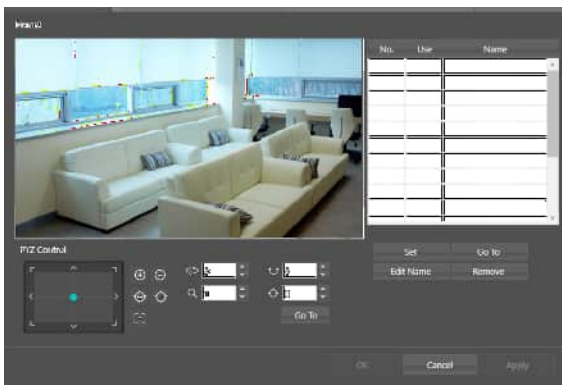 No. Use Name
PTZ Control
Set Go To
Edit Name Remove
Go To
OK Cancel Apply